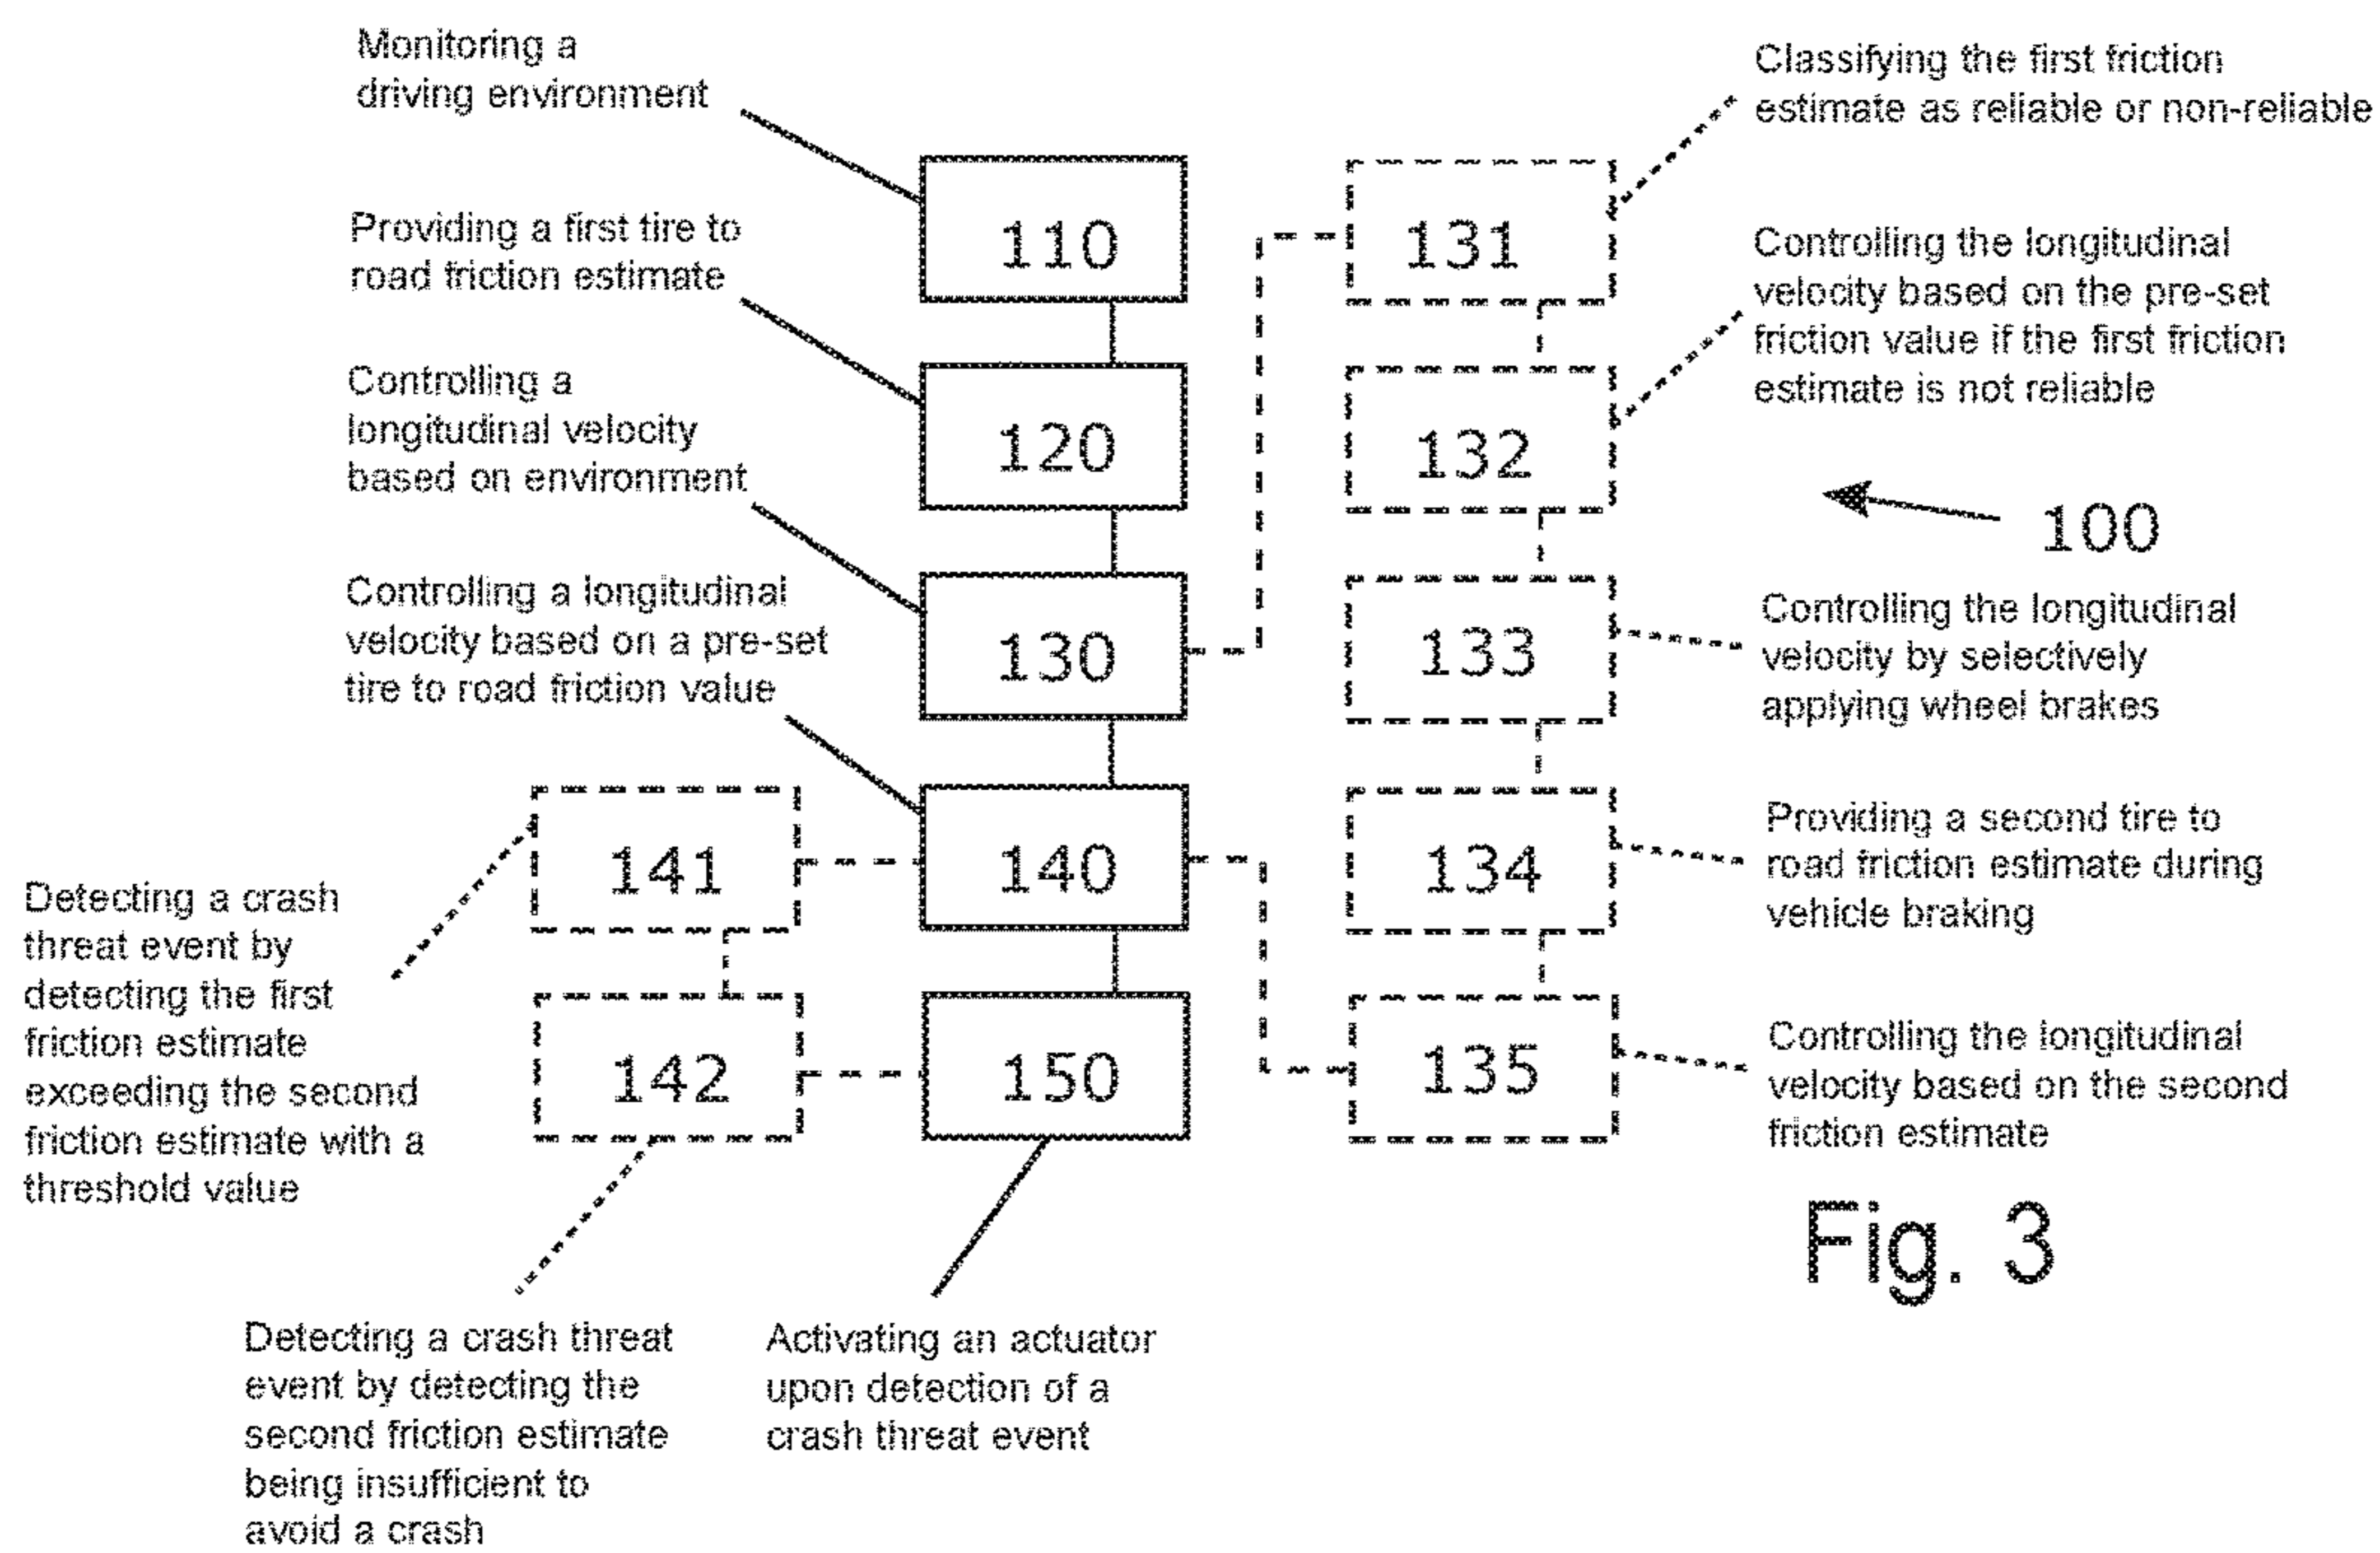 Monitoring a
driving environment
Providing a first tire to
road friction estimate
Controlling a
longitudinal velocity
based on environment
Controlling a longitudinal
velocity based on a pre-set
tire to road friction value
Detecting a crash
threat event by
detecting the first
friction estimate
exceeding the second
friction estimate with a
threshold value
Detecting a crash threat
event by detecting the
second friction estimate
being insufficient to
avoid a crash
Activating an actuator
upon detection of a
crash threat event
110
120
130
140
150
141
142
131
132
133
134
135
Classifying the first friction
estimate as reliable or non-reliable
Controlling the longitudinal
velocity based on the pre-set
friction value if the first friction
estimate is not reliable
100
Controlling the longitudinal
velocity by selectively
applying wheel brakes
Providing a second tire to
road friction estimate during
vehicle braking
Controlling the longitudinal
velocity based on the second
friction estimate
Fig. 3